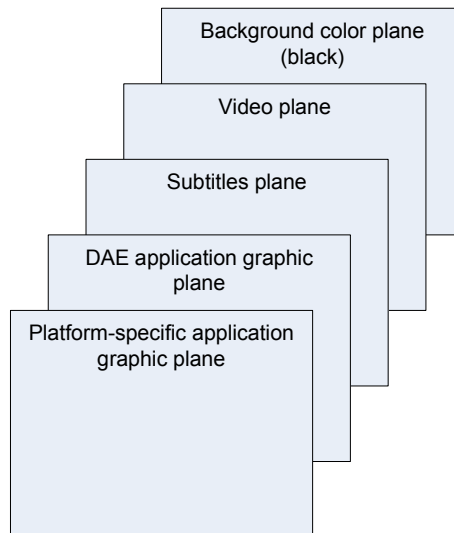 Background color plane
(black)
Video plane
Subtitles plane
DAE application graphic
plane
Platform-specific application
graphic plane